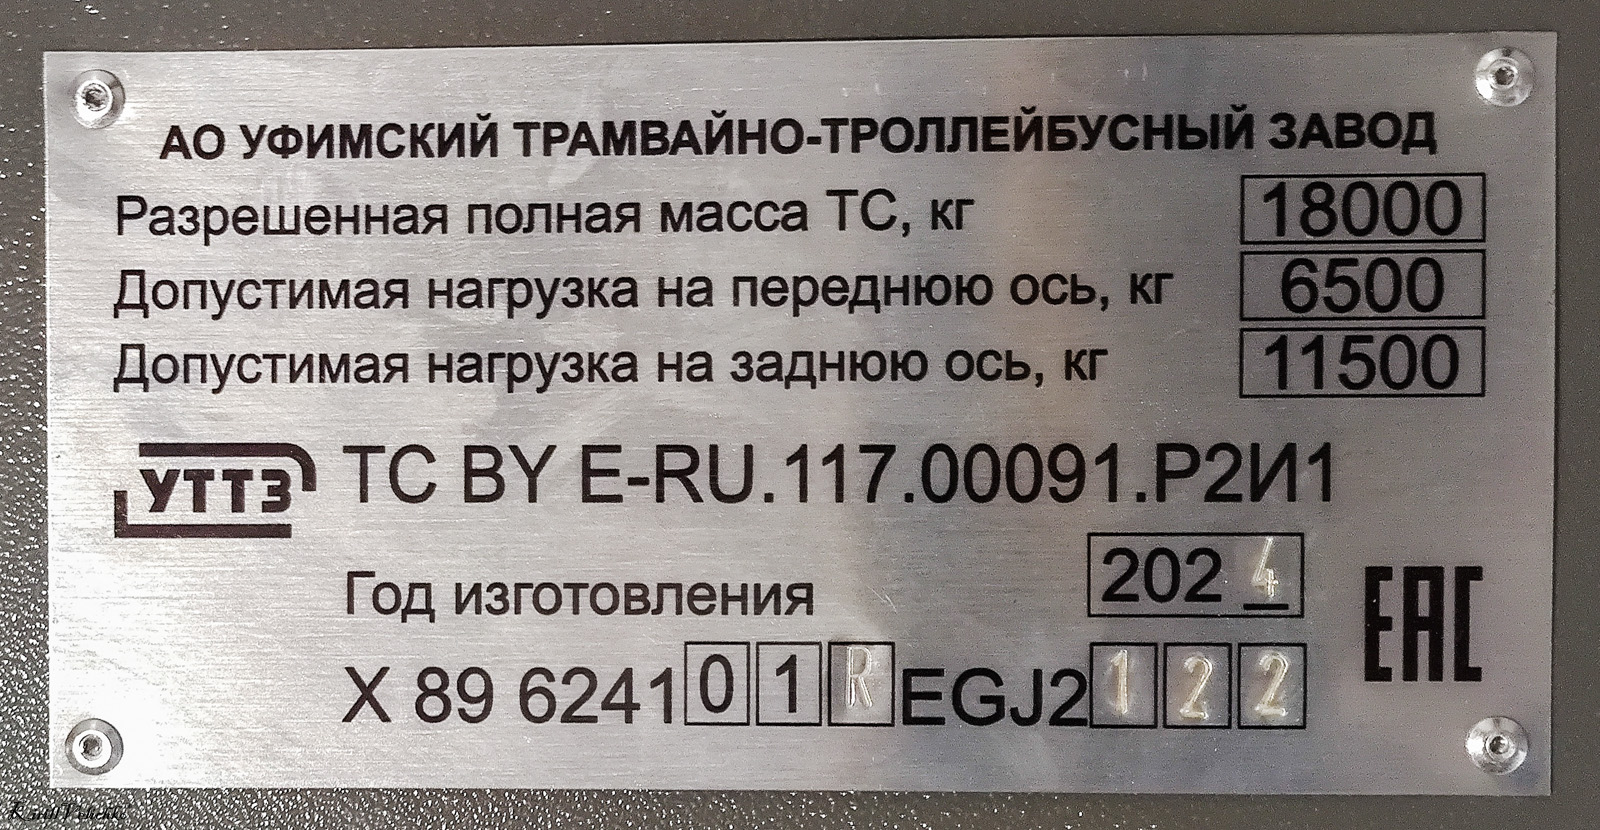 АО УФИМСКИЙ ТРАМВАЙНО-ТРОЛЛЕЙБУСНЫЙ ЗАВОД
Разрешенная полная масса ТС, кг 18000
Допустимая нагрузка на переднюю ось, кг 6500
Допустимая нагрузка на заднюю ось, кг 11500
УТТЗ ТС BY E-RU.117.00091.Р2И1
Год изготовления 2024
EAC
X 89 624101REGJ2122